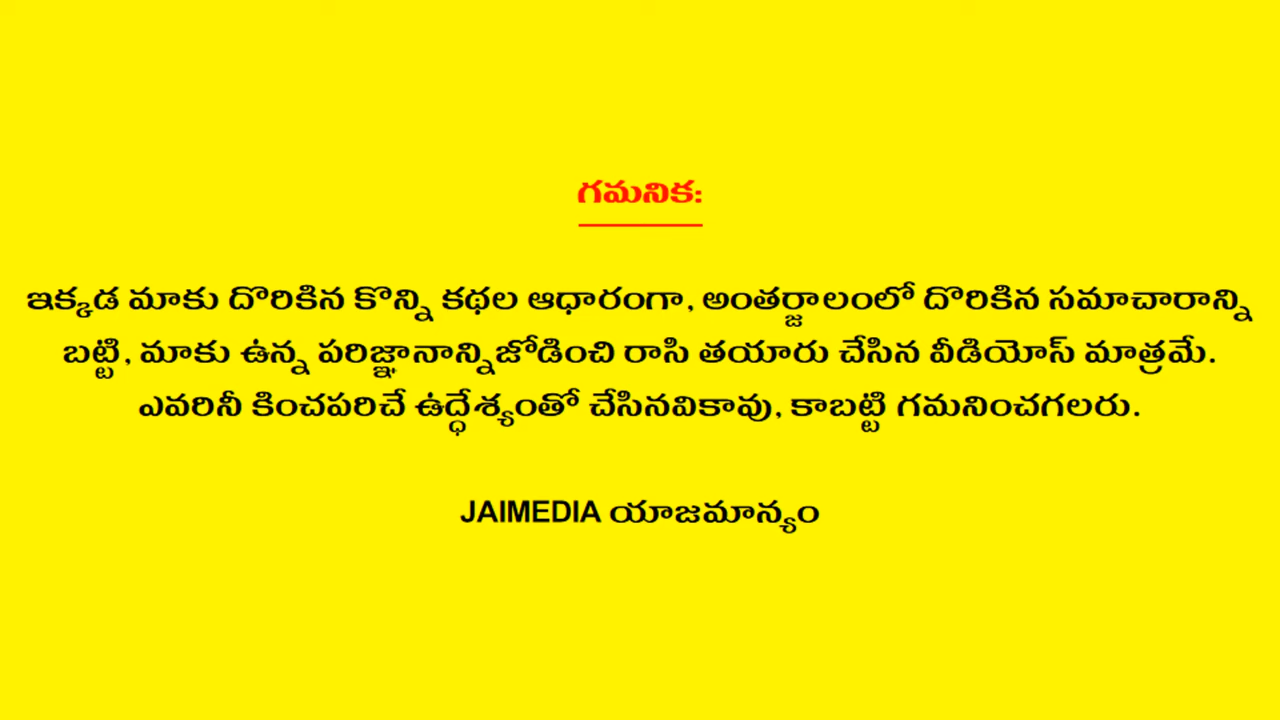 గమనిక:
ఇక్కడ మాకు దొరికిన కొన్ని కథల ఆధారంగా, అంతర్జాలంలో దొరికిన సమాచారాన్ని
బట్టి, మాకు ఉన్న పరిజ్ఞానాన్నిజోడించి రాసి తయారు చేసిన వీడియోస్ మాత్రమే.
ఎవరినీ కించపరిచే ఉద్ధేశ్యంతో చేసినవికావు, కాబట్టి గమనించగలరు.
JAIMEDIA యాజమాన్యం